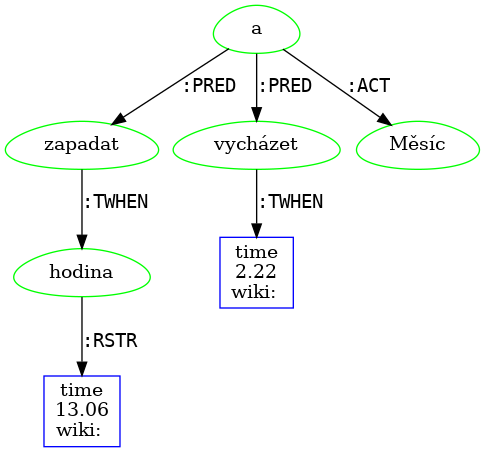 a
:PRED :PRED :ACT
zapadat vycházet Měsíc
:TWHEN :TWHEN
hodina
time
2.22
wiki:
:RSTR
time
13.06
wiki: